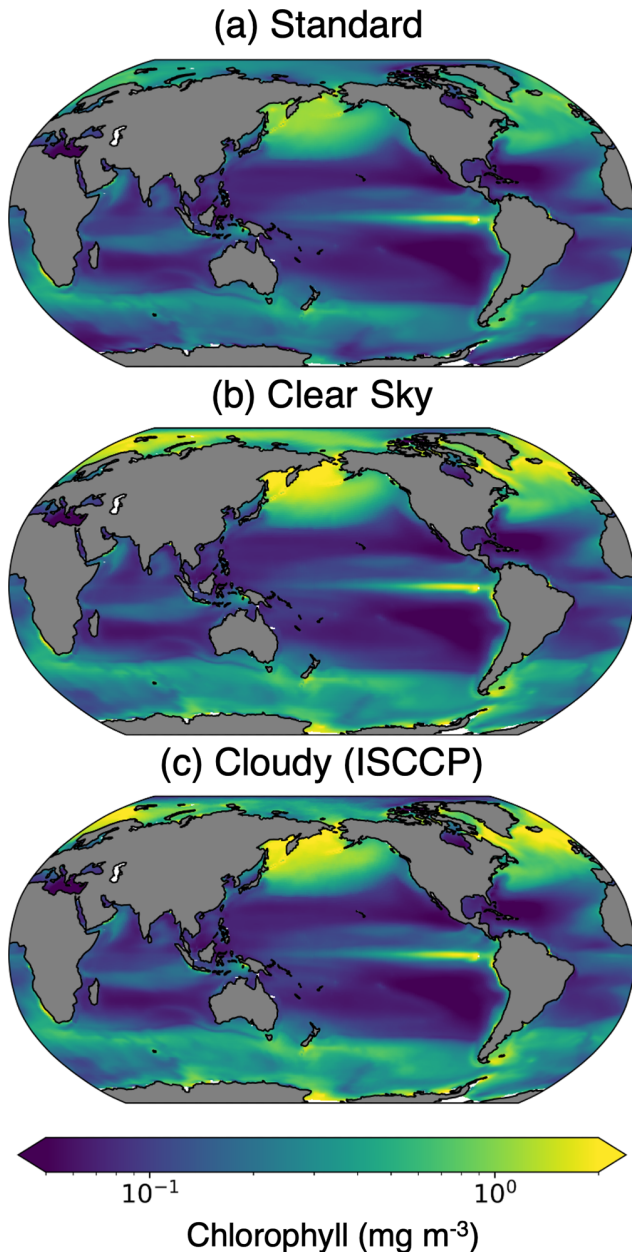 (a) Standard
(b) Clear Sky
(c) Cloudy (ISCCP)
10⁻¹ 10⁰
Chlorophyll (mg m⁻³)